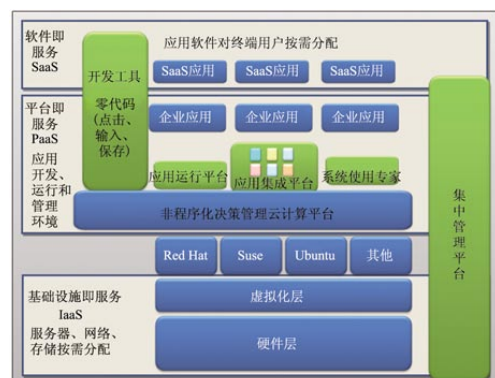 软件即
服务
SaaS
应用软件对终端用户按需分配
SaaS应用
SaaS应用
SaaS应用
开发工具
零代码
(点击、
输入、
保存)
平台即
服务
PaaS
应用
开发、
运行和
管理
环境
企业应用
企业应用
企业应用
应用运行平台
应用集成平台
系统使用专家
非程序化决策管理云计算平台
Red Hat
Suse
Ubuntu
其他
基础设施即服务
IaaS
服务器、网络、
存储按需分配
虚拟化层
硬件层
集
中
管
理
平
台